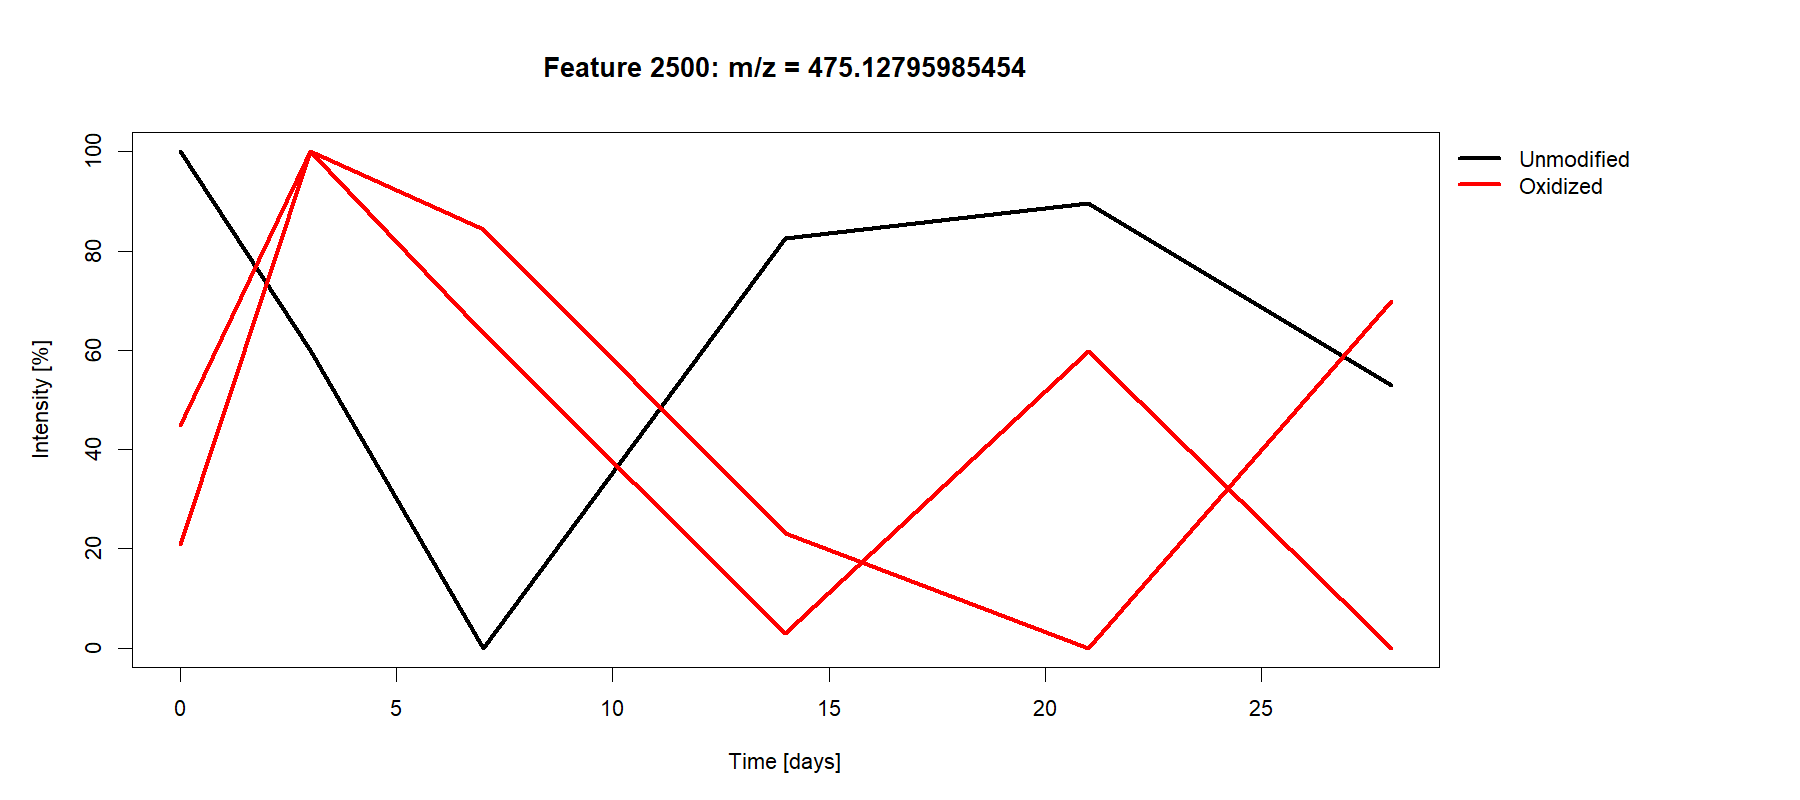 Feature 2500: m/z = 475.12795985454
Unmodified
Oxidized
Intensity [%]
100
80
60
40
20
0
0 5 10 15 20 25
Time [days]